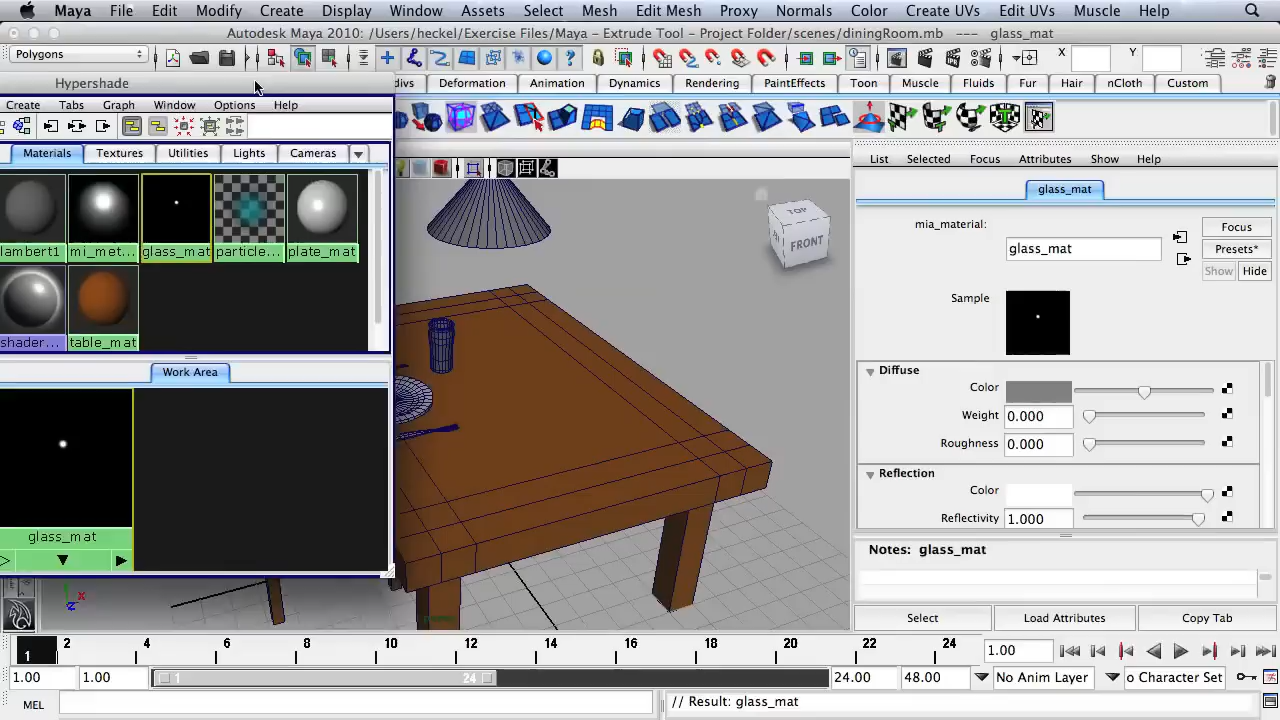 Maya File Edit Modify Create Display Window Assets Select Mesh Edit Mesh Proxy Normals Color Create UVs Edit UVs Muscle Help
Autodesk Maya 2010: /Users/heckel/Exercise Files/Maya - Extrude Tool - Project Folder/scenes/diningRoom.mb --- glass_mat
Polygons X Y
Hypershade
divs Deformation Animation Dynamics Rendering PaintEffects Toon Muscle Fluids Fur Hair nCloth Custom
Create Tabs Graph Window Options Help
Materials Textures Utilities Lights Cameras
List Selected Focus Attributes Show Help
glass_mat
lambert1 mi_met... glass_mat particle... plate_mat
shader... table_mat
TOP
FRONT
mia_material: Focus
glass_mat Presets*
Show Hide
Sample
Diffuse
Color
Weight 0.000
Roughness 0.000
Reflection
Color
Reflectivity 1.000
Work Area
glass_mat
Notes: glass_mat
z x
Select Load Attributes Copy Tab
1 2 4 6 8 10 12 14 16 18 20 22 24 1.00
1.00 1.00 1 24 24.00 48.00 No Anim Layer o Character Set
MEL // Result: glass_mat